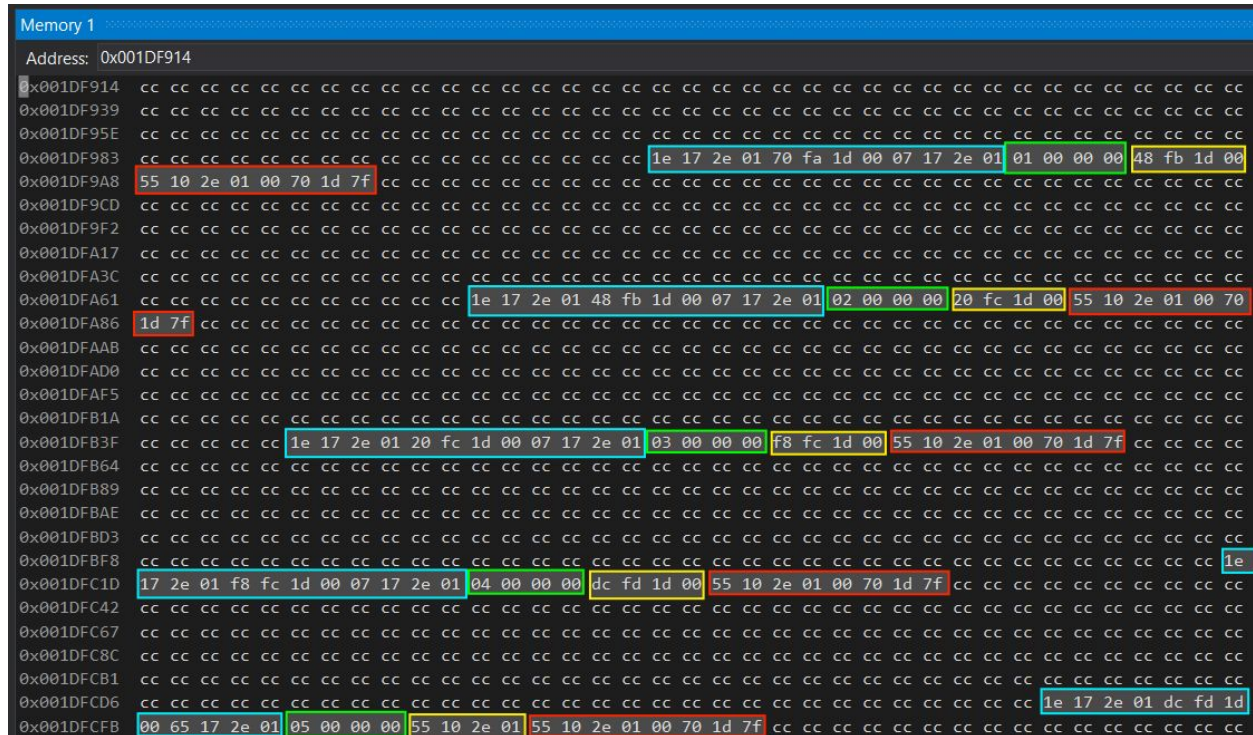 Memory 1
Address: 0x001DF914
0x001DF914 cc cc cc cc cc cc cc cc cc cc cc cc cc cc cc cc cc cc cc cc cc cc cc cc cc cc cc cc cc cc cc cc cc cc cc cc cc
0x001DF939 cc cc cc cc cc cc cc cc cc cc cc cc cc cc cc cc cc cc cc cc cc cc cc cc cc cc cc cc cc cc cc cc cc cc cc cc cc
0x001DF95E cc cc cc cc cc cc cc cc cc cc cc cc cc cc cc cc cc cc cc cc cc cc cc cc cc cc cc cc cc cc cc cc cc cc cc cc cc
0x001DF983 cc cc cc cc cc cc cc cc cc cc cc cc cc cc cc cc cc 1e 17 2e 01 70 fa 1d 00 07 17 2e 01 01 00 00 00 48 fb 1d 00
0x001DF9A8 55 10 2e 01 00 70 1d 7f cc cc cc cc cc cc cc cc cc cc cc cc cc cc cc cc cc cc cc cc cc cc cc cc cc cc cc cc cc
0x001DF9CD cc cc cc cc cc cc cc cc cc cc cc cc cc cc cc cc cc cc cc cc cc cc cc cc cc cc cc cc cc cc cc cc cc cc cc cc cc
0x001DF9F2 cc cc cc cc cc cc cc cc cc cc cc cc cc cc cc cc cc cc cc cc cc cc cc cc cc cc cc cc cc cc cc cc cc cc cc cc cc
0x001DFA17 cc cc cc cc cc cc cc cc cc cc cc cc cc cc cc cc cc cc cc cc cc cc cc cc cc cc cc cc cc cc cc cc cc cc cc cc cc
0x001DFA3C cc cc cc cc cc cc cc cc cc cc cc cc cc cc cc cc cc cc cc cc cc cc cc cc cc cc cc cc cc cc cc cc cc cc cc cc cc
0x001DFA61 cc cc cc cc cc cc cc cc cc cc cc 1e 17 2e 01 48 fb 1d 00 07 17 2e 01 02 00 00 00 20 fc 1d 00 55 10 2e 01 00 70
0x001DFA86 1d 7f cc cc cc cc cc cc cc cc cc cc cc cc cc cc cc cc cc cc cc cc cc cc cc cc cc cc cc cc cc cc cc cc cc cc cc
0x001DFAAB cc cc cc cc cc cc cc cc cc cc cc cc cc cc cc cc cc cc cc cc cc cc cc cc cc cc cc cc cc cc cc cc cc cc cc cc cc
0x001DFAD0 cc cc cc cc cc cc cc cc cc cc cc cc cc cc cc cc cc cc cc cc cc cc cc cc cc cc cc cc cc cc cc cc cc cc cc cc cc
0x001DFAF5 cc cc cc cc cc cc cc cc cc cc cc cc cc cc cc cc cc cc cc cc cc cc cc cc cc cc cc cc cc cc cc cc cc cc cc cc cc
0x001DFB1A cc cc cc cc cc cc cc cc cc cc cc cc cc cc cc cc cc cc cc cc cc cc cc cc cc cc cc cc cc cc cc cc cc cc cc cc cc
0x001DFB3F cc cc cc cc cc 1e 17 2e 01 20 fc 1d 00 07 17 2e 01 03 00 00 00 f8 fc 1d 00 55 10 2e 01 00 70 1d 7f cc cc cc cc
0x001DFB64 cc cc cc cc cc cc cc cc cc cc cc cc cc cc cc cc cc cc cc cc cc cc cc cc cc cc cc cc cc cc cc cc cc cc cc cc cc
0x001DFB89 cc cc cc cc cc cc cc cc cc cc cc cc cc cc cc cc cc cc cc cc cc cc cc cc cc cc cc cc cc cc cc cc cc cc cc cc cc
0x001DFBAE cc cc cc cc cc cc cc cc cc cc cc cc cc cc cc cc cc cc cc cc cc cc cc cc cc cc cc cc cc cc cc cc cc cc cc cc cc
0x001DFBD3 cc cc cc cc cc cc cc cc cc cc cc cc cc cc cc cc cc cc cc cc cc cc cc cc cc cc cc cc cc cc cc cc cc cc cc cc cc
0x001DFBF8 cc cc cc cc cc cc cc cc cc cc cc cc cc cc cc cc cc cc cc cc cc cc cc cc cc cc cc cc cc cc cc cc cc cc cc cc 1e
0x001DFC1D 17 2e 01 f8 fc 1d 00 07 17 2e 01 04 00 00 00 dc fd 1d 00 55 10 2e 01 00 70 1d 7f cc cc cc cc cc cc cc cc cc cc
0x001DFC42 cc cc cc cc cc cc cc cc cc cc cc cc cc cc cc cc cc cc cc cc cc cc cc cc cc cc cc cc cc cc cc cc cc cc cc cc cc
0x001DFC67 cc cc cc cc cc cc cc cc cc cc cc cc cc cc cc cc cc cc cc cc cc cc cc cc cc cc cc cc cc cc cc cc cc cc cc cc cc
0x001DFC8C cc cc cc cc cc cc cc cc cc cc cc cc cc cc cc cc cc cc cc cc cc cc cc cc cc cc cc cc cc cc cc cc cc cc cc cc cc
0x001DFCB1 cc cc cc cc cc cc cc cc cc cc cc cc cc cc cc cc cc cc cc cc cc cc cc cc cc cc cc cc cc cc cc cc cc cc cc cc cc
0x001DFCD6 cc cc cc cc cc cc cc cc cc cc cc cc cc cc cc cc cc cc cc cc cc cc cc cc cc cc cc cc cc cc 1e 17 2e 01 dc fd 1d
0x001DFCFB 00 65 17 2e 01 05 00 00 00 55 10 2e 01 55 10 2e 01 00 70 1d 7f cc cc cc cc cc cc cc cc cc cc cc cc cc cc cc cc